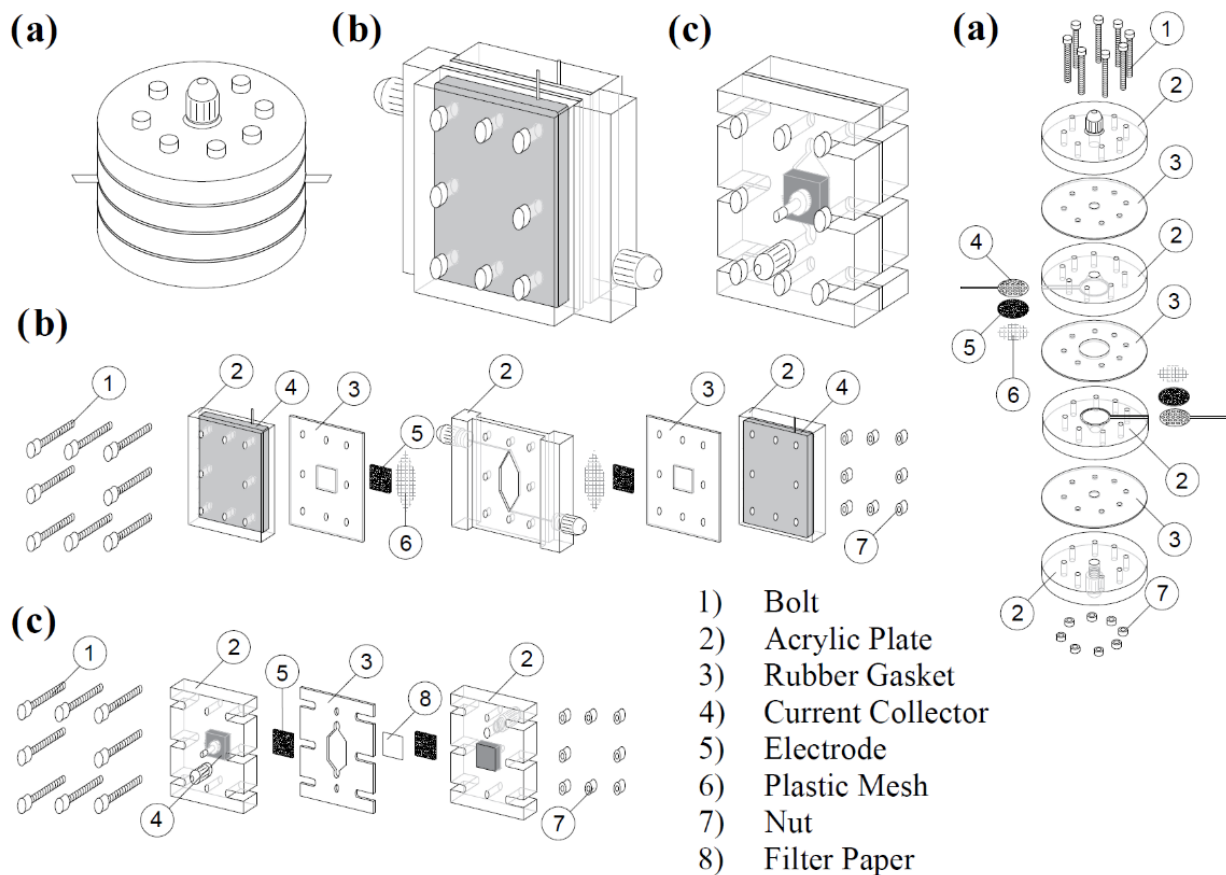 (a)
(b)
(c)
(a)
1
2
3
4
2
5
3
6
2
3
2
7
(b)
1
2
4
3
5
6
2
3
2
4
7
(c)
1
2
5
3
8
2
4
7
1) Bolt
2) Acrylic Plate
3) Rubber Gasket
4) Current Collector
5) Electrode
6) Plastic Mesh
7) Nut
8) Filter Paper